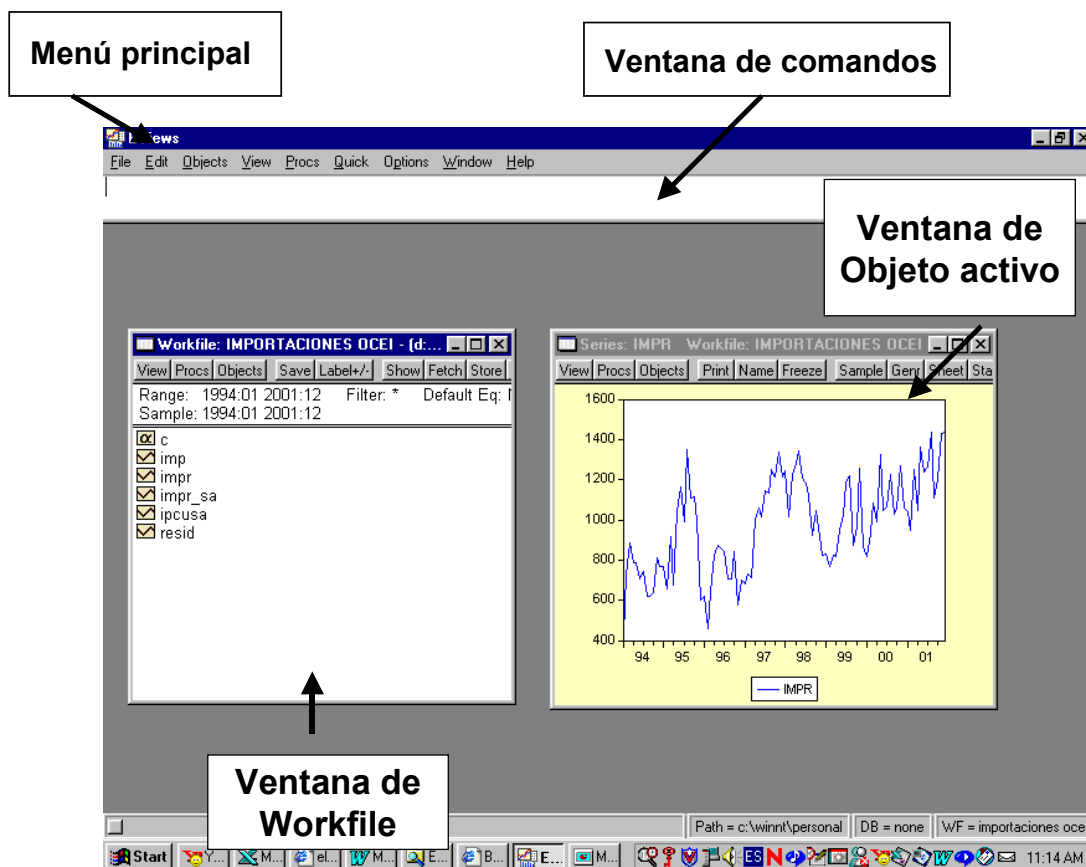 Menú principal
Ventana de comandos
EViews
File Edit Objects View Procs Quick Options Window Help
Ventana de
Objeto activo
Workfile: IMPORTACIONES OCEI - (d:...
View Procs Objects Save Label+/- Show Fetch Store
Range: 1994:01 2001:12 Filter: * Default Eq:
Sample: 1994:01 2001:12
c
imp
impr
impr_sa
ipcusa
resid
Series: IMPR Workfile: IMPORTACIONES OCEI
View Procs Objects Print Name Freeze Sample Genr Sheet Sta
1600
1400
1200
1000
800
600
400
94 95 96 97 98 99 00 01
IMPR
Ventana de
Workfile
Path = c:\winnt\personal DB = none WF = importaciones oce
Start Y... M... el... M... E... B... E... M... ES 11:14 AM